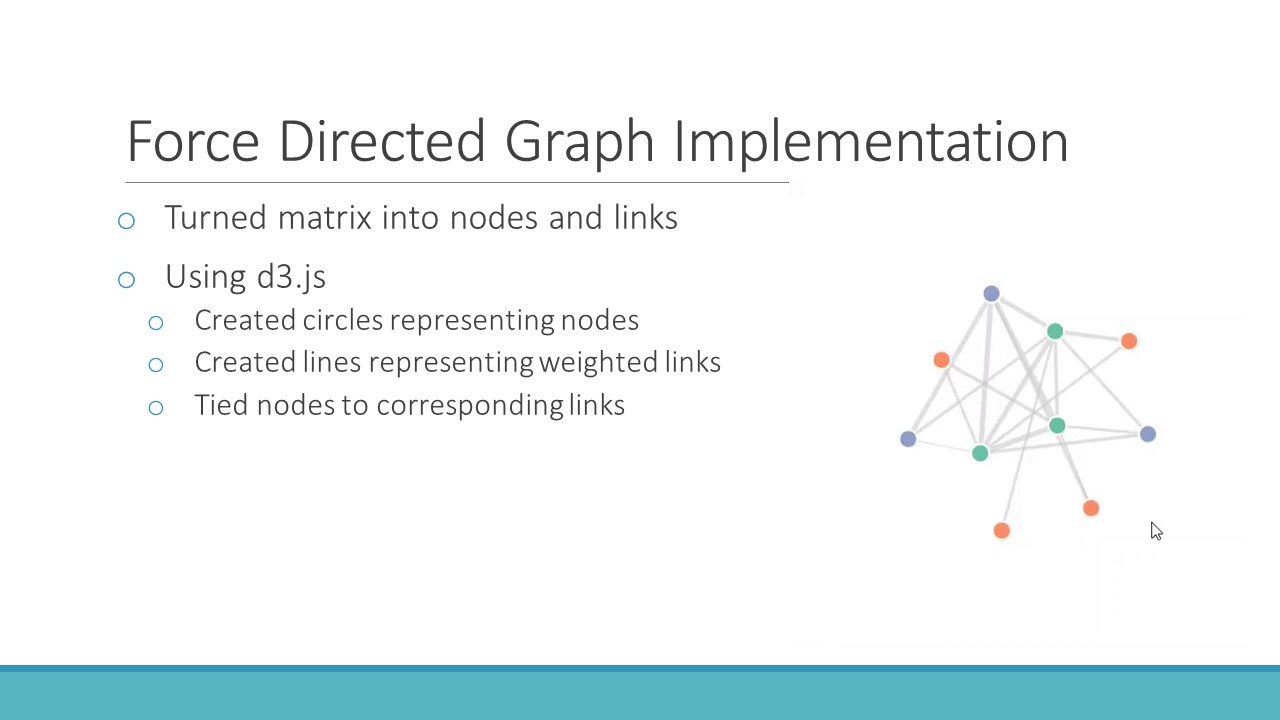 Force Directed Graph Implementation
Turned matrix into nodes and links
Using d3.js
Created circles representing nodes
Created lines representing weighted links
Tied nodes to corresponding links